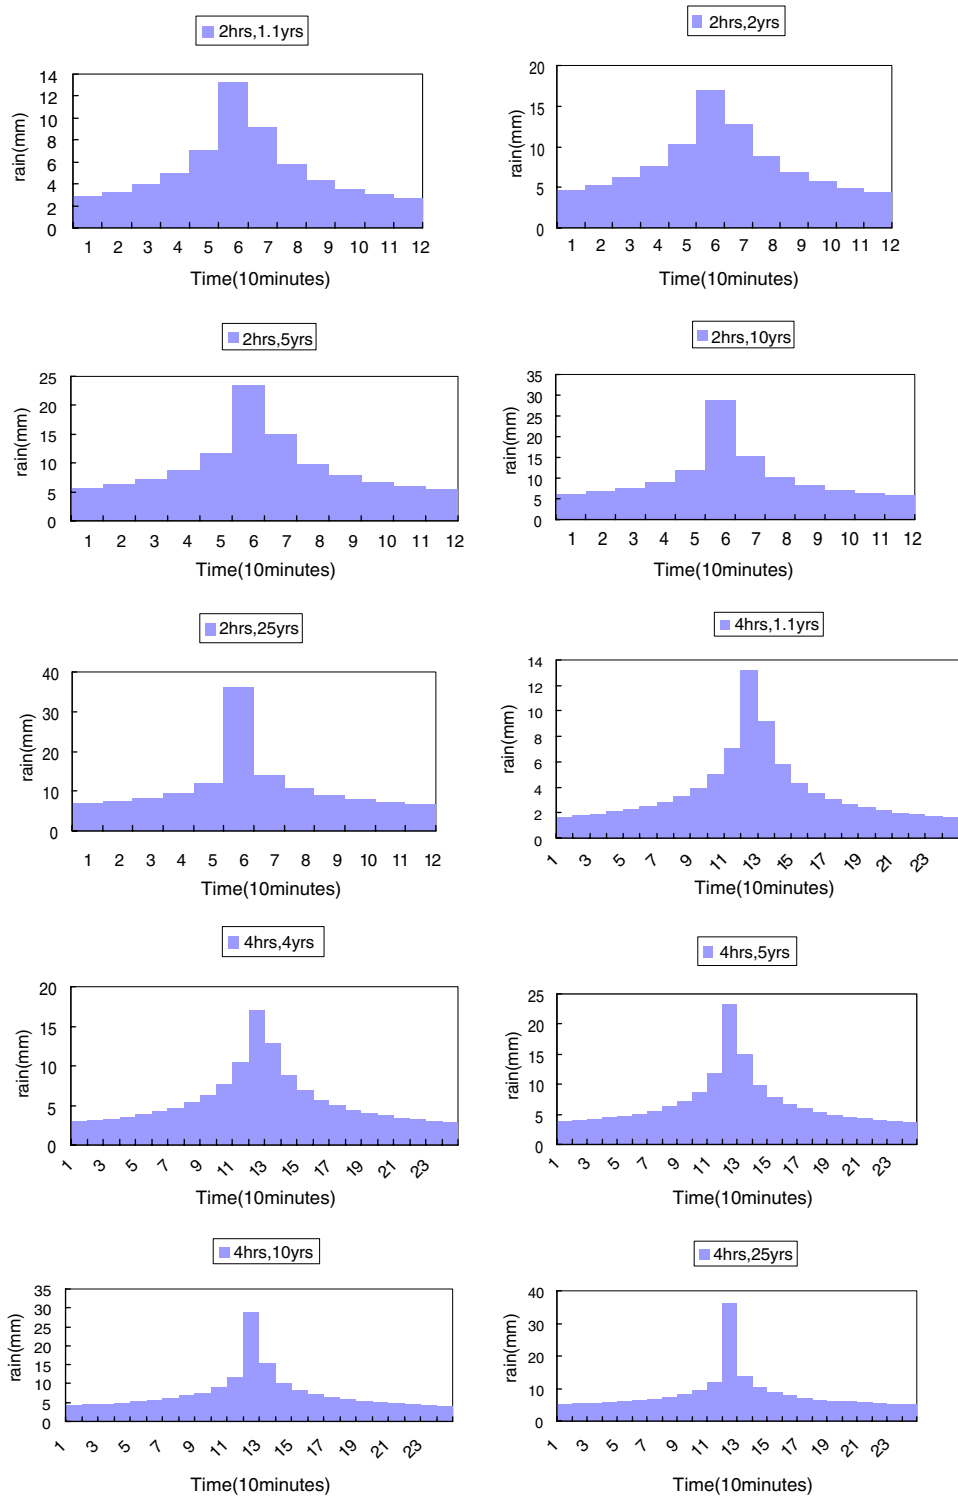 2hrs,1.1yrs
rain(mm)
14
12
10
8
6
4
2
0
1 2 3 4 5 6 7 8 9 10 11 12
Time(10minutes)
2hrs,2yrs
rain(mm)
20
15
10
5
0
1 2 3 4 5 6 7 8 9 10 11 12
Time(10minutes)
2hrs,5yrs
rain(mm)
25
20
15
10
5
0
1 2 3 4 5 6 7 8 9 10 11 12
Time(10minutes)
2hrs,10yrs
rain(mm)
35
30
25
20
15
10
5
0
1 2 3 4 5 6 7 8 9 10 11 12
Time(10minutes)
2hrs,25yrs
rain(mm)
40
30
20
10
0
1 2 3 4 5 6 7 8 9 10 11 12
Time(10minutes)
4hrs,1.1yrs
rain(mm)
14
12
10
8
6
4
2
0
1 3 5 7 9 11 13 15 17 19 21 23
Time(10minutes)
4hrs,4yrs
rain(mm)
20
15
10
5
0
1 3 5 7 9 11 13 15 17 19 21 23
Time(10minutes)
4hrs,5yrs
rain(mm)
25
20
15
10
5
0
1 3 5 7 9 11 13 15 17 19 21 23
Time(10minutes)
4hrs,10yrs
rain(mm)
35
30
25
20
15
10
5
0
1 3 5 7 9 11 13 15 17 19 21 23
Time(10minutes)
4hrs,25yrs
rain(mm)
40
30
20
10
0
1 3 5 7 9 11 13 15 17 19 21 23
Time(10minutes)